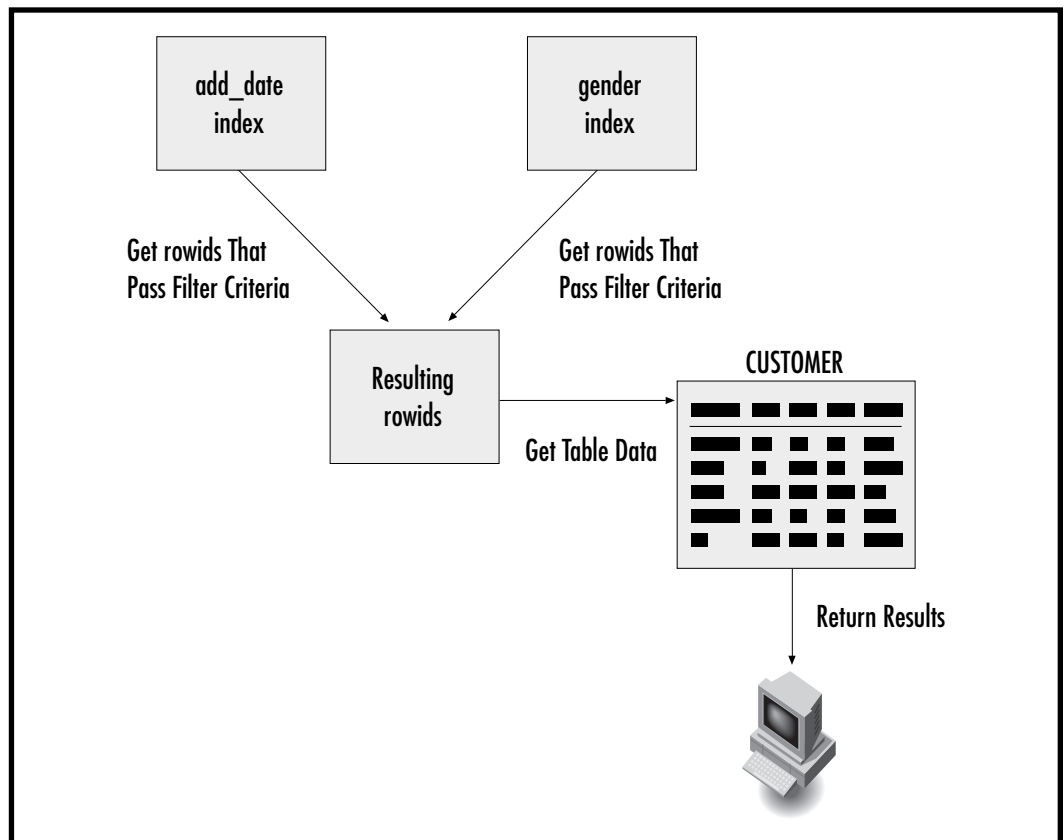 add_date
index
gender
index
Get rowids That
Pass Filter Criteria
Get rowids That
Pass Filter Criteria
Resulting
rowids
CUSTOMER
Get Table Data
Return Results